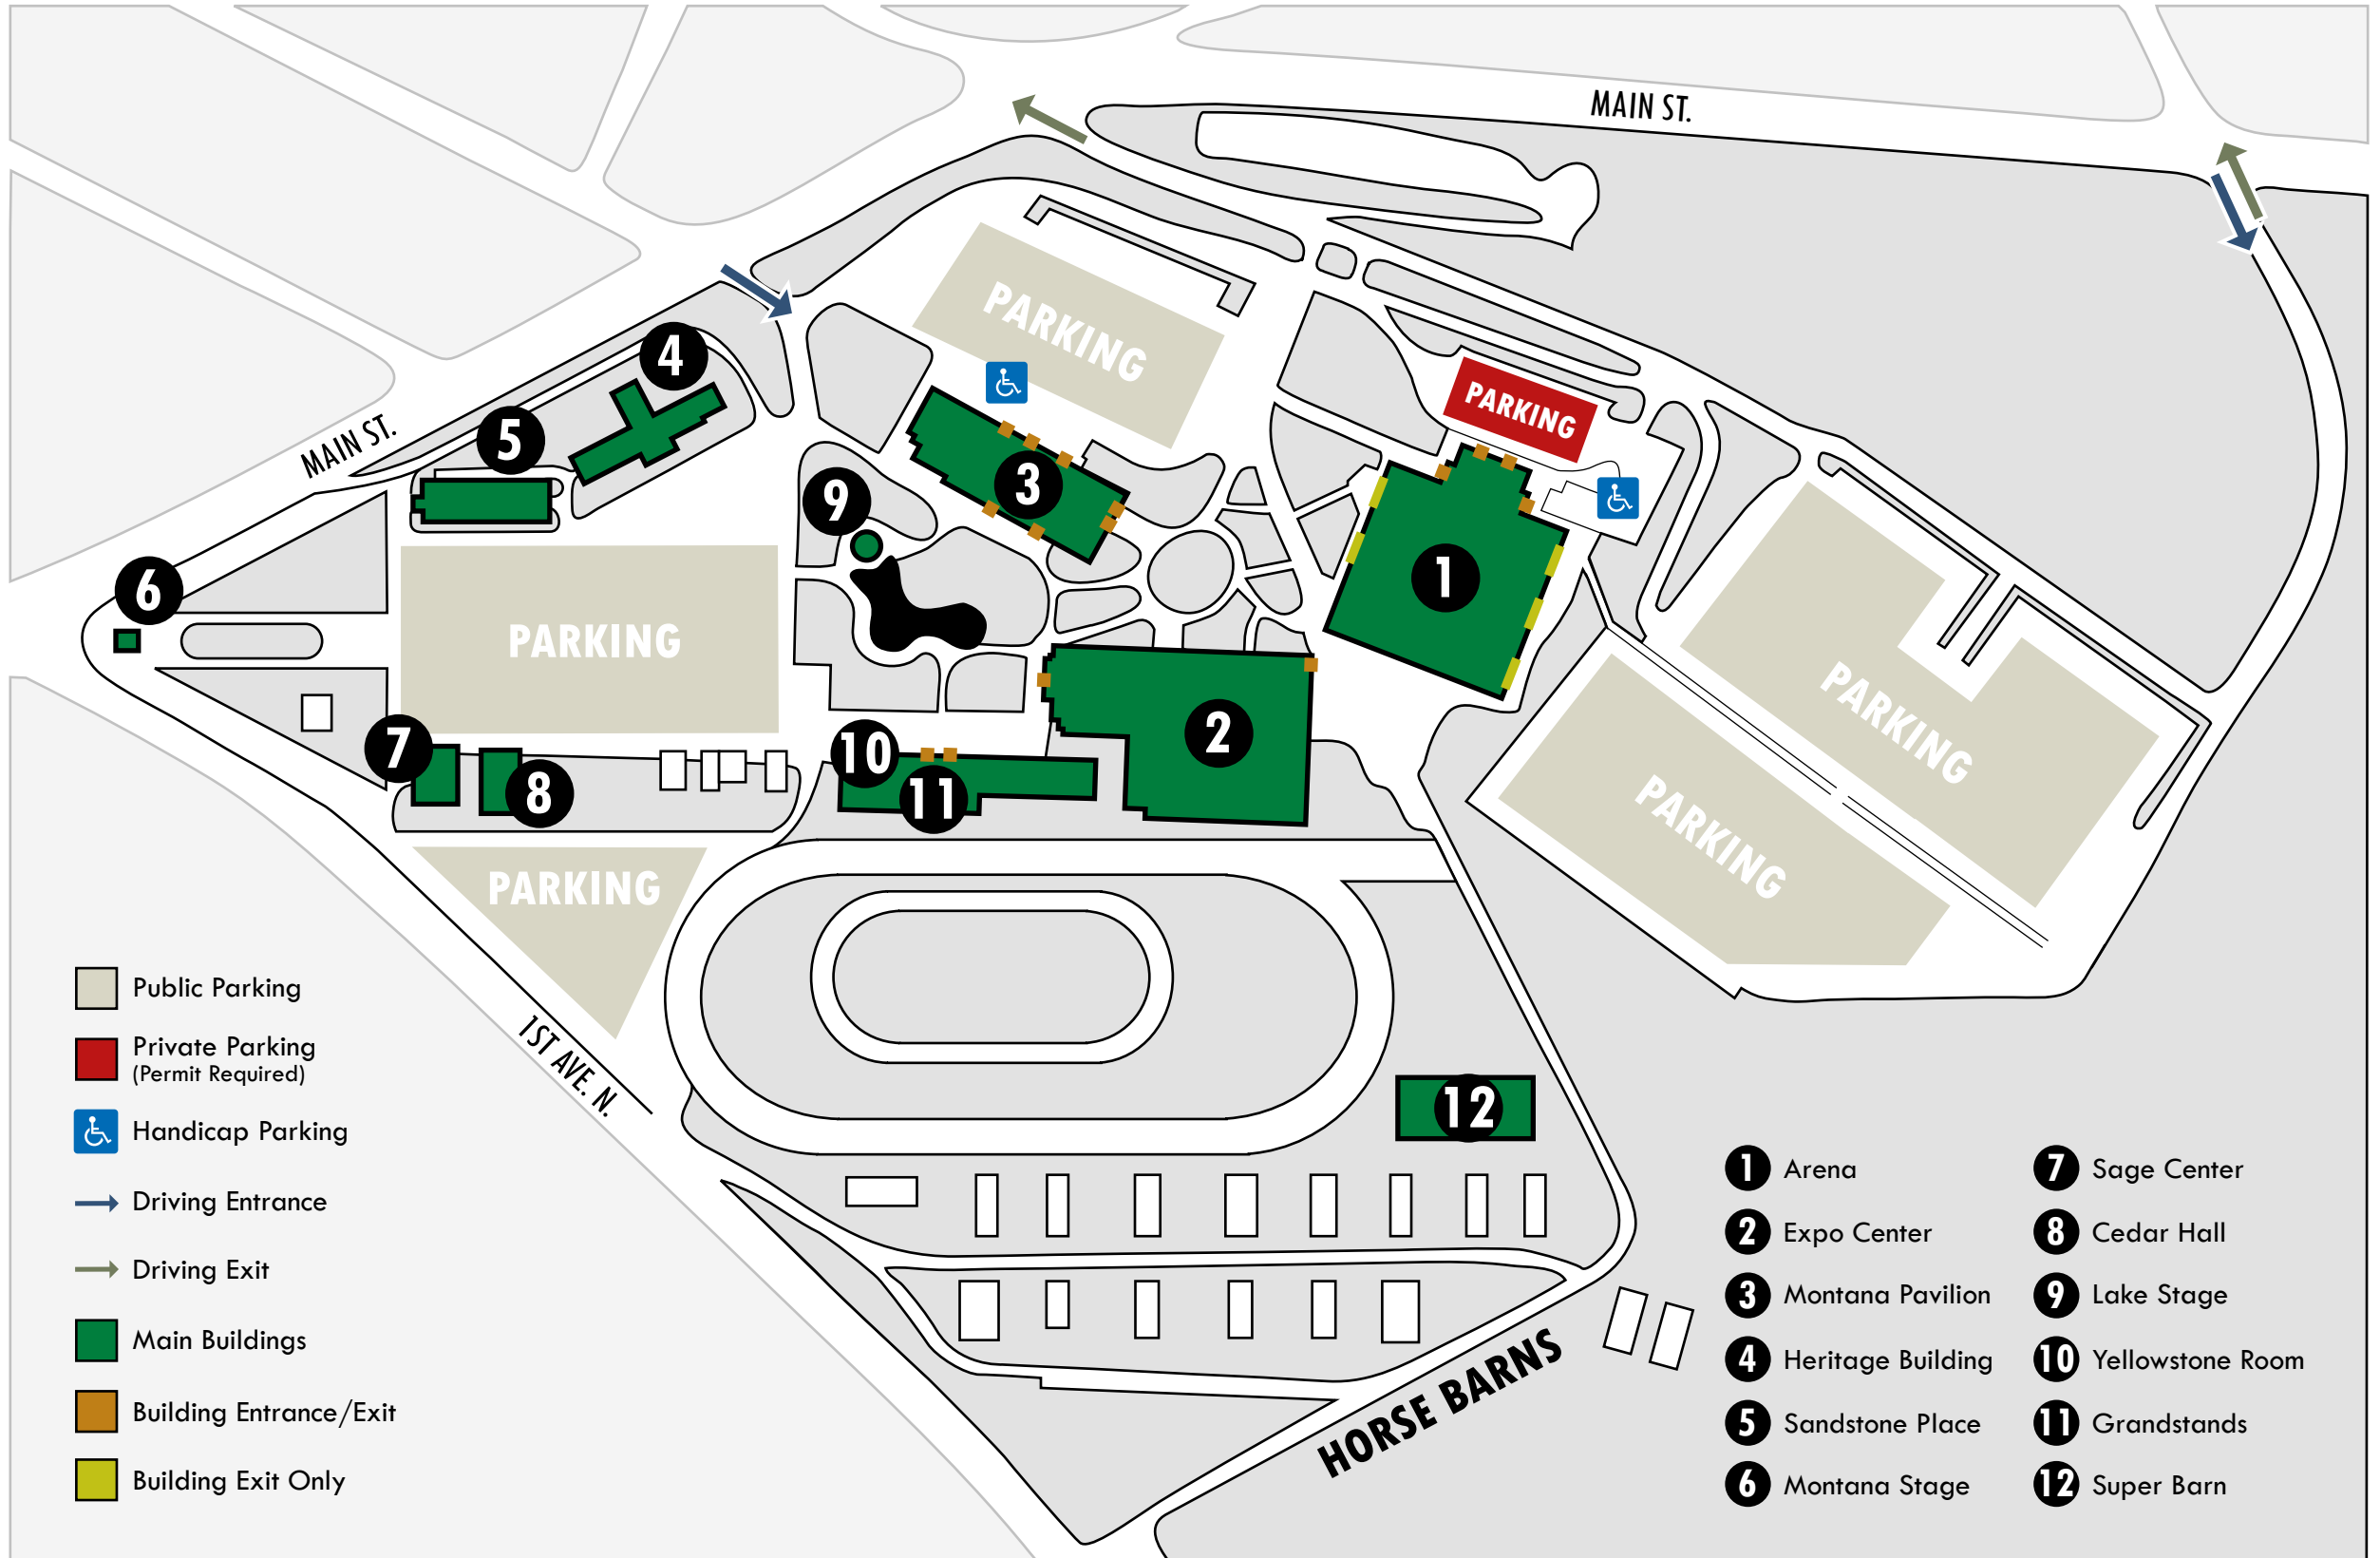 MAIN ST.
PARKING
4
PARKING
5
MAIN ST.
3
9
1
6
PARKING
PARKING
7
10
2
8
11
PARKING
PARKING
1ST AVE. N.
12
HORSE BARNS
Public Parking
Private Parking
(Permit Required)
Handicap Parking
Driving Entrance
Driving Exit
Main Buildings
Building Entrance/Exit
Building Exit Only
1 Arena
2 Expo Center
3 Montana Pavilion
4 Heritage Building
5 Sandstone Place
6 Montana Stage
7 Sage Center
8 Cedar Hall
9 Lake Stage
10 Yellowstone Room
11 Grandstands
12 Super Barn